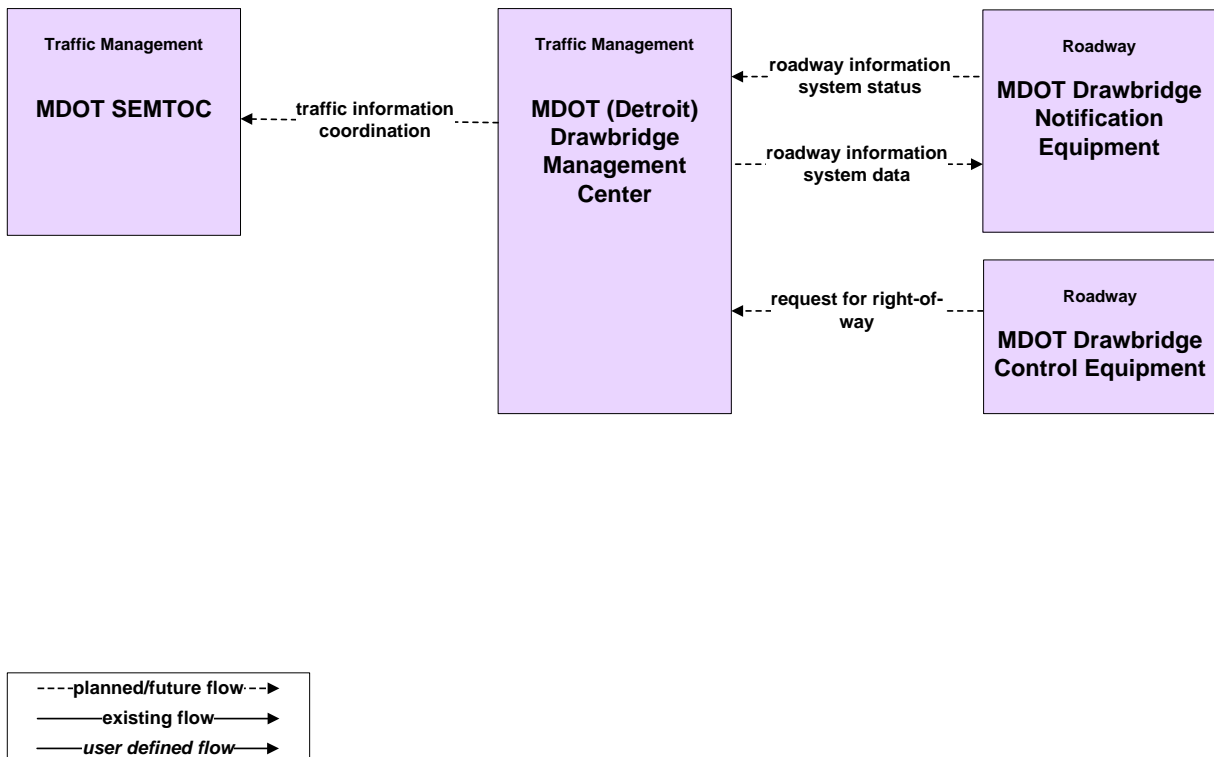 Traffic Management
MDOT SEMTOC
traffic information
coordination
Traffic Management
MDOT (Detroit)
Drawbridge
Management
Center
roadway information
system status
roadway information
system data
request for right-of-
way
Roadway
MDOT Drawbridge
Notification
Equipment
Roadway
MDOT Drawbridge
Control Equipment
planned/future flow
existing flow
user defined flow